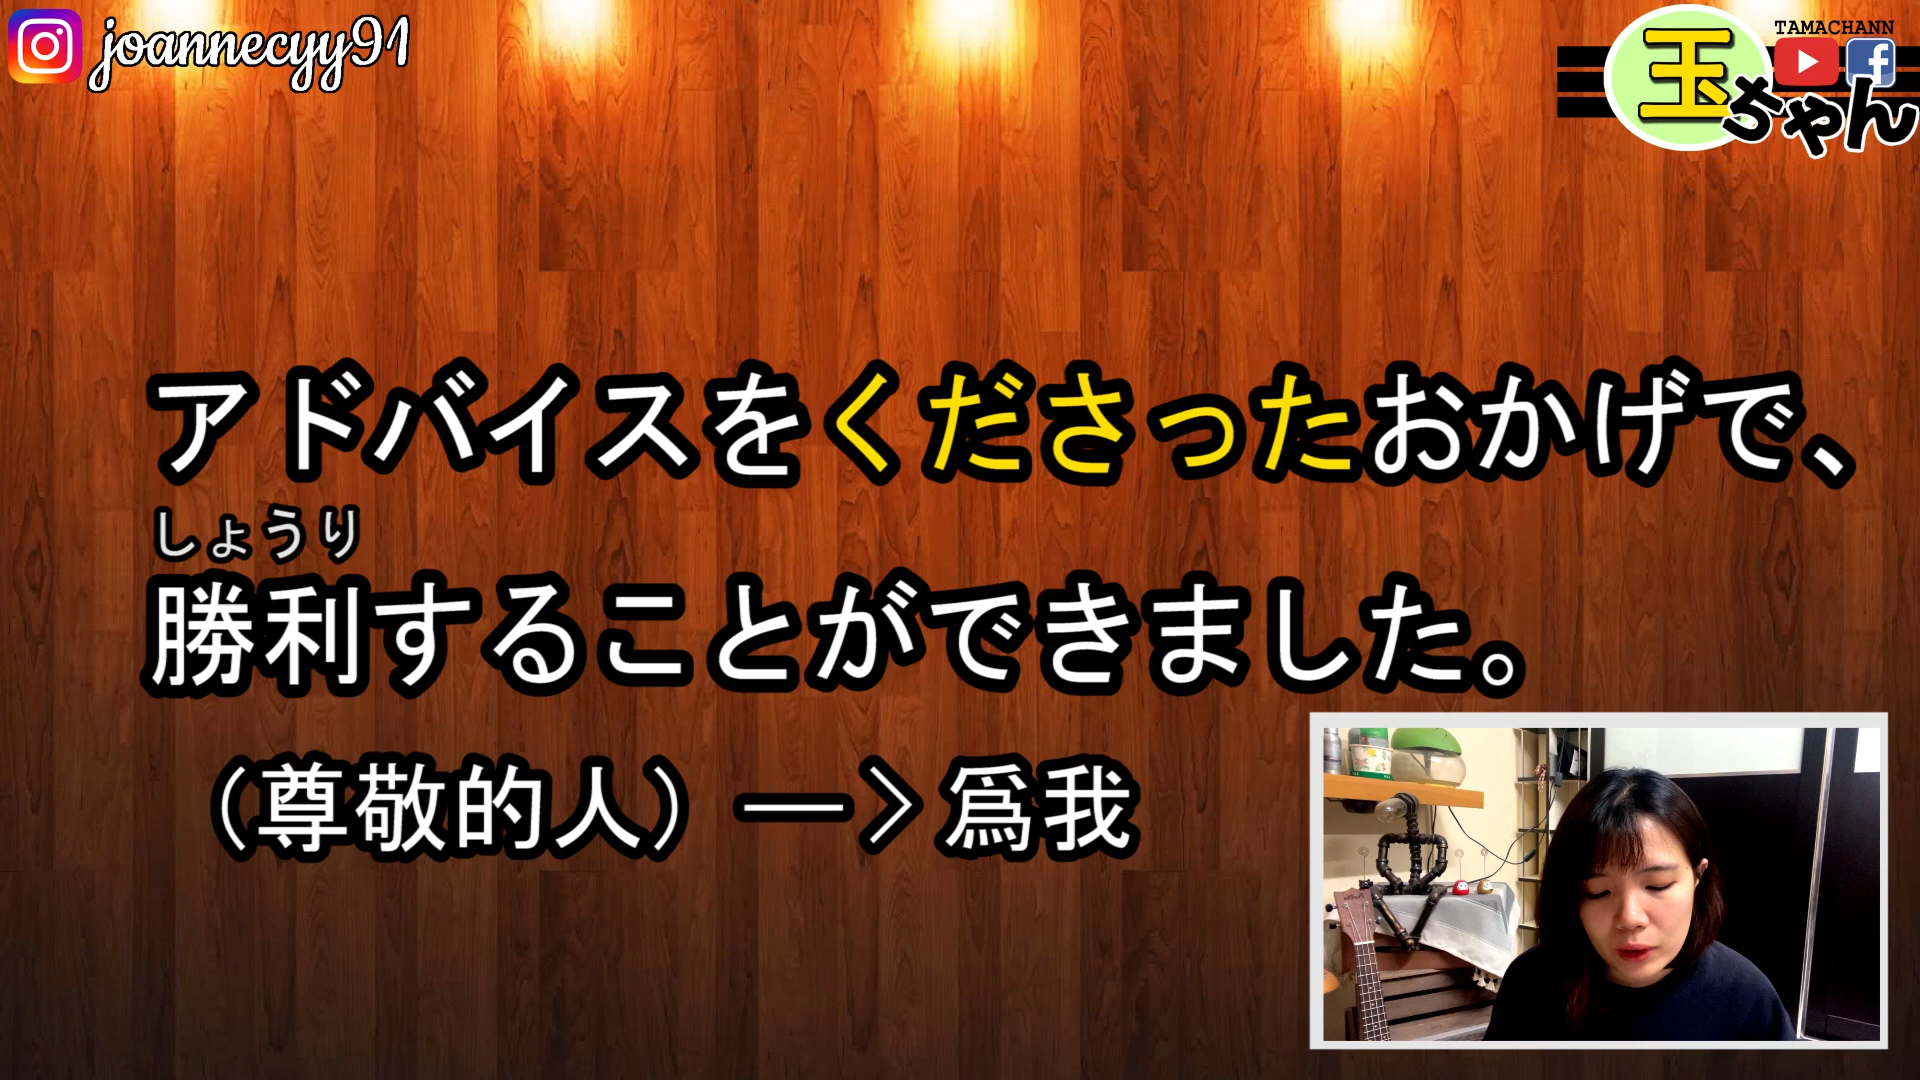 joannecyy91
TAMACHANN
玉ちゃん
アドバイスをくださったおかげで、
しょうり
勝利することができました。
（尊敬的人）—＞爲我